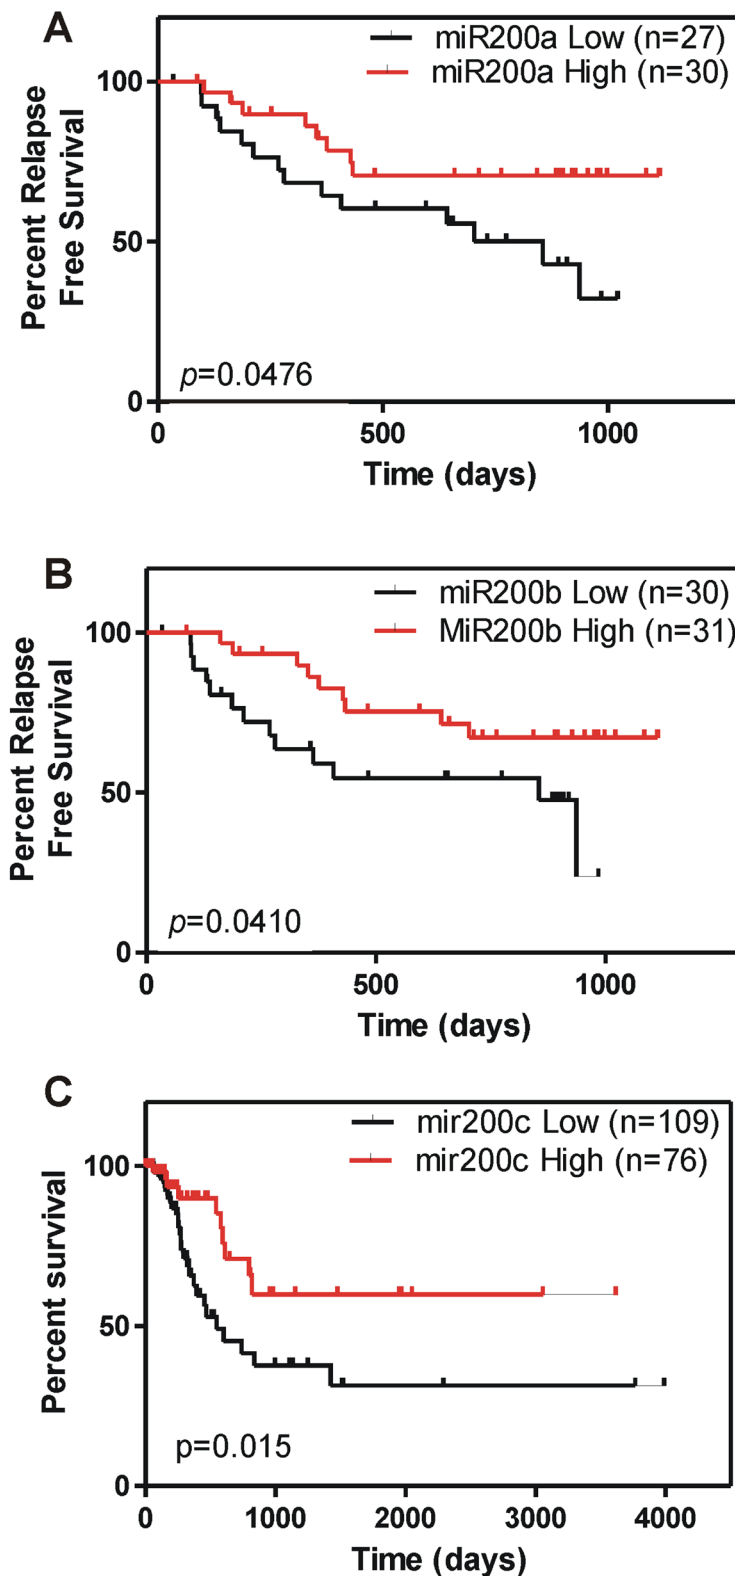 A
miR200a Low (n=27)
miR200a High (n=30)
Percent Relapse
Free Survival
100
50
0
p=0.0476
0 500 1000
Time (days)
B
miR200b Low (n=30)
MiR200b High (n=31)
Percent Relapse
Free Survival
100
50
0
p=0.0410
0 500 1000
Time (days)
C
mir200c Low (n=109)
mir200c High (n=76)
Percent survival
100
50
0
p=0.015
0 1000 2000 3000 4000
Time (days)